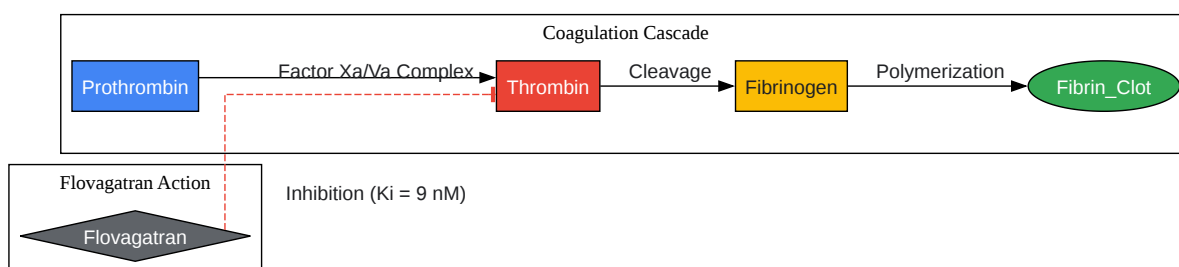 Coagulation Cascade
Prothrombin
Factor Xa/Va Complex
Thrombin
Cleavage
Fibrinogen
Polymerization
Fibrin_Clot
Flovagatran Action
Inhibition (Ki = 9 nM)
Flovagatran